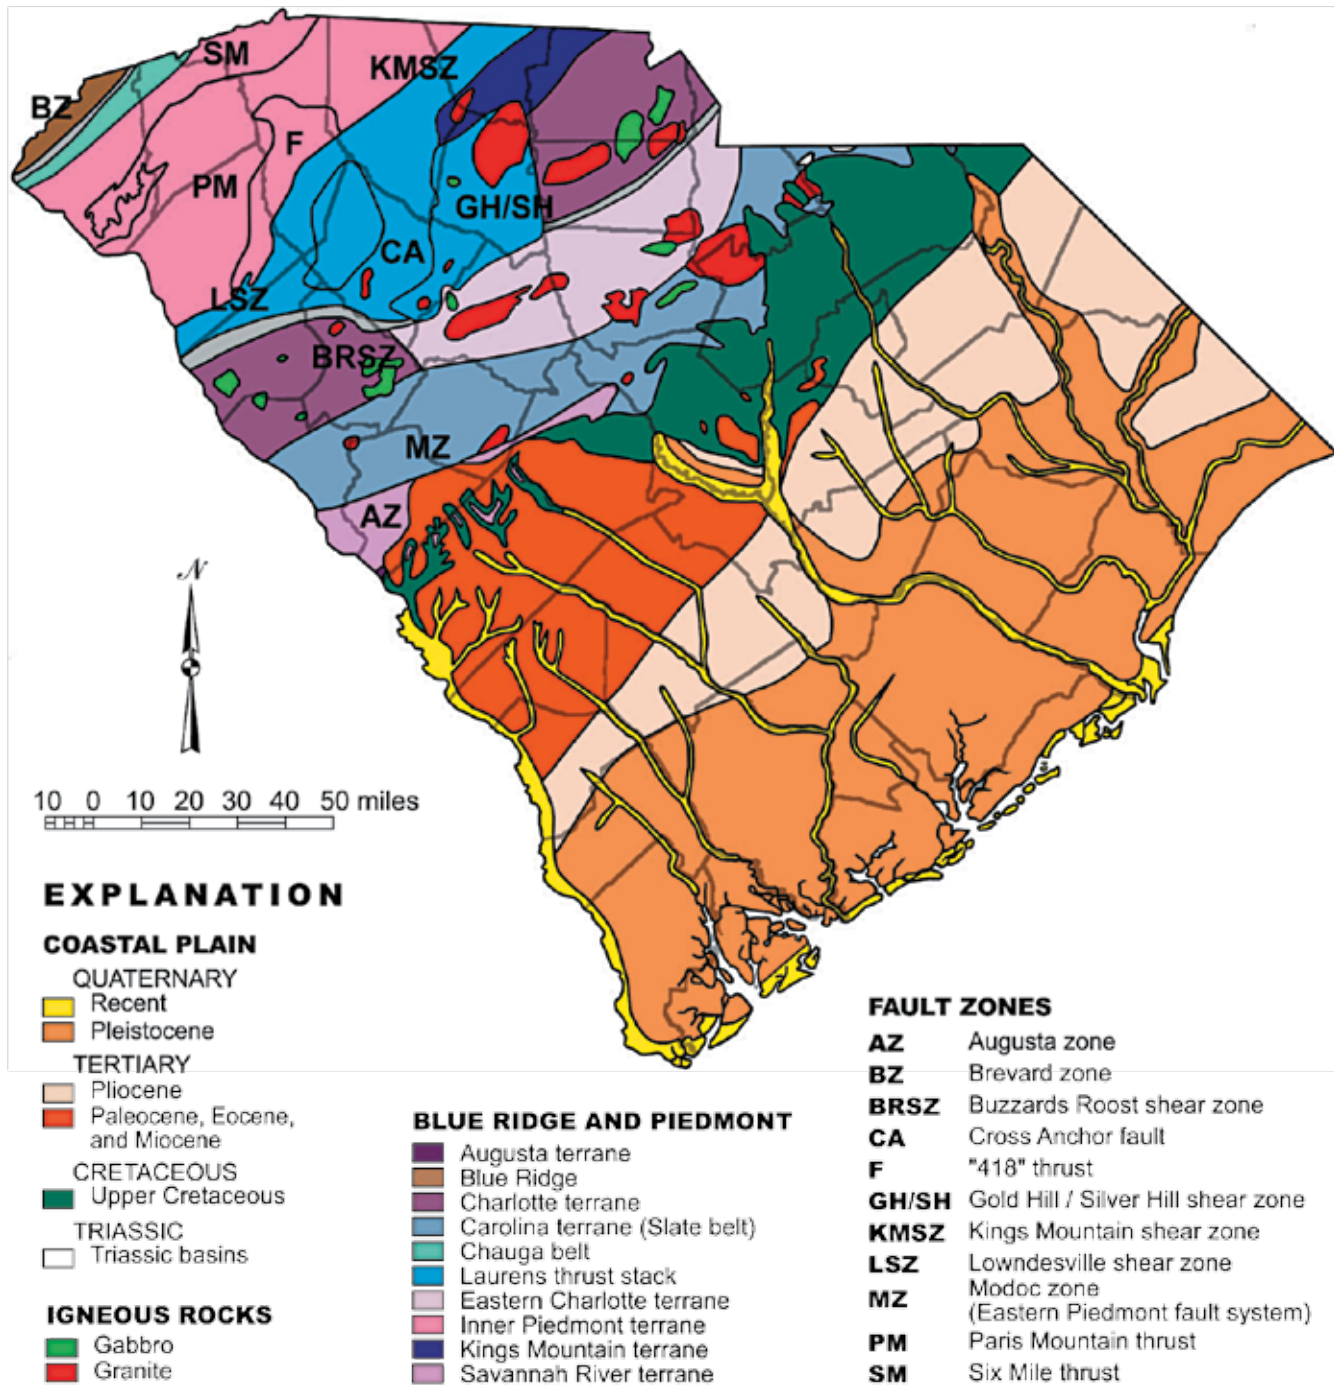 SM
KMSZ
BZ
F
PM
GH/SH
CA
LSZ
BRSZ
MZ
AZ
N
10 0 10 20 30 40 50 miles
EXPLANATION
COASTAL PLAIN
QUATERNARY
Recent
Pleistocene
TERTIARY
Pliocene
Paleocene, Eocene,
and Miocene
CRETACEOUS
Upper Cretaceous
TRIASSIC
Triassic basins
IGNEOUS ROCKS
Gabbro
Granite
BLUE RIDGE AND PIEDMONT
Augusta terrane
Blue Ridge
Charlotte terrane
Carolina terrane (Slate belt)
Chauga belt
Laurens thrust stack
Eastern Charlotte terrane
Inner Piedmont terrane
Kings Mountain terrane
Savannah River terrane
FAULT ZONES
AZ Augusta zone
BZ Brevard zone
BRSZ Buzzards Roost shear zone
CA Cross Anchor fault
F "418" thrust
GH/SH Gold Hill / Silver Hill shear zone
KMSZ Kings Mountain shear zone
LSZ Lowndesville shear zone
MZ Modoc zone
(Eastern Piedmont fault system)
PM Paris Mountain thrust
SM Six Mile thrust